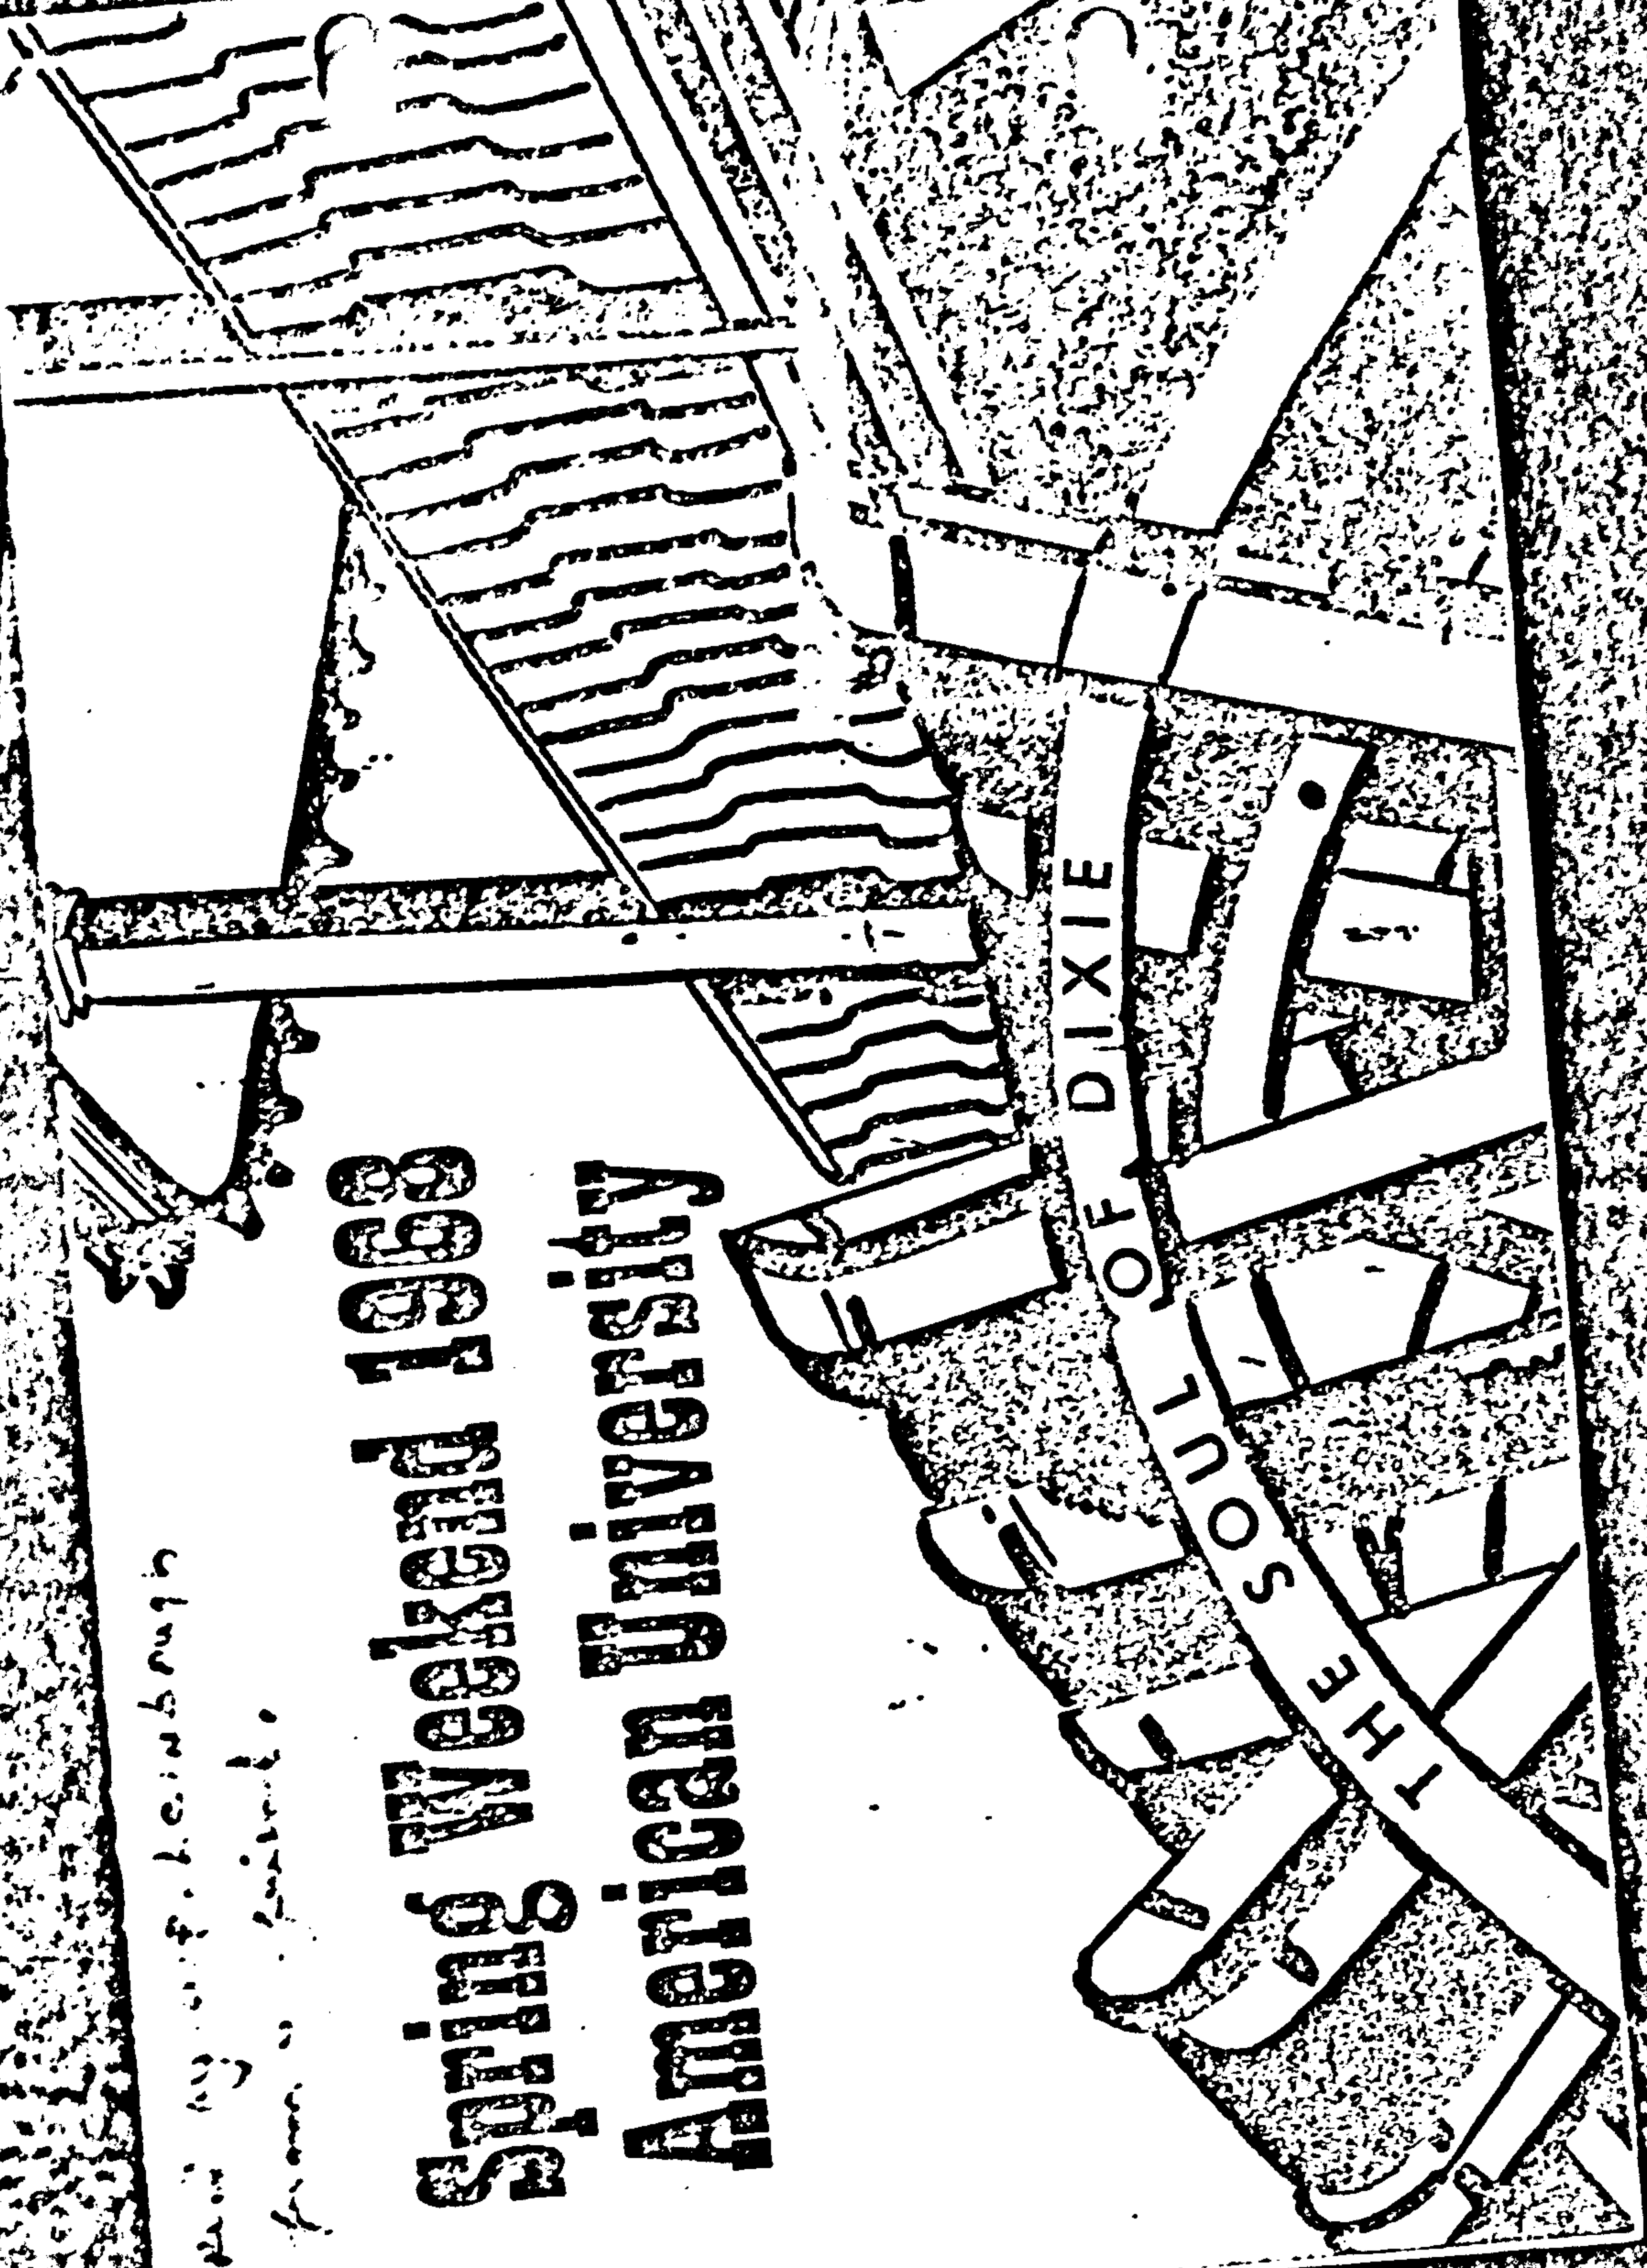 Spring Weekend 1968
American University
THE SOUL OF DIXIE